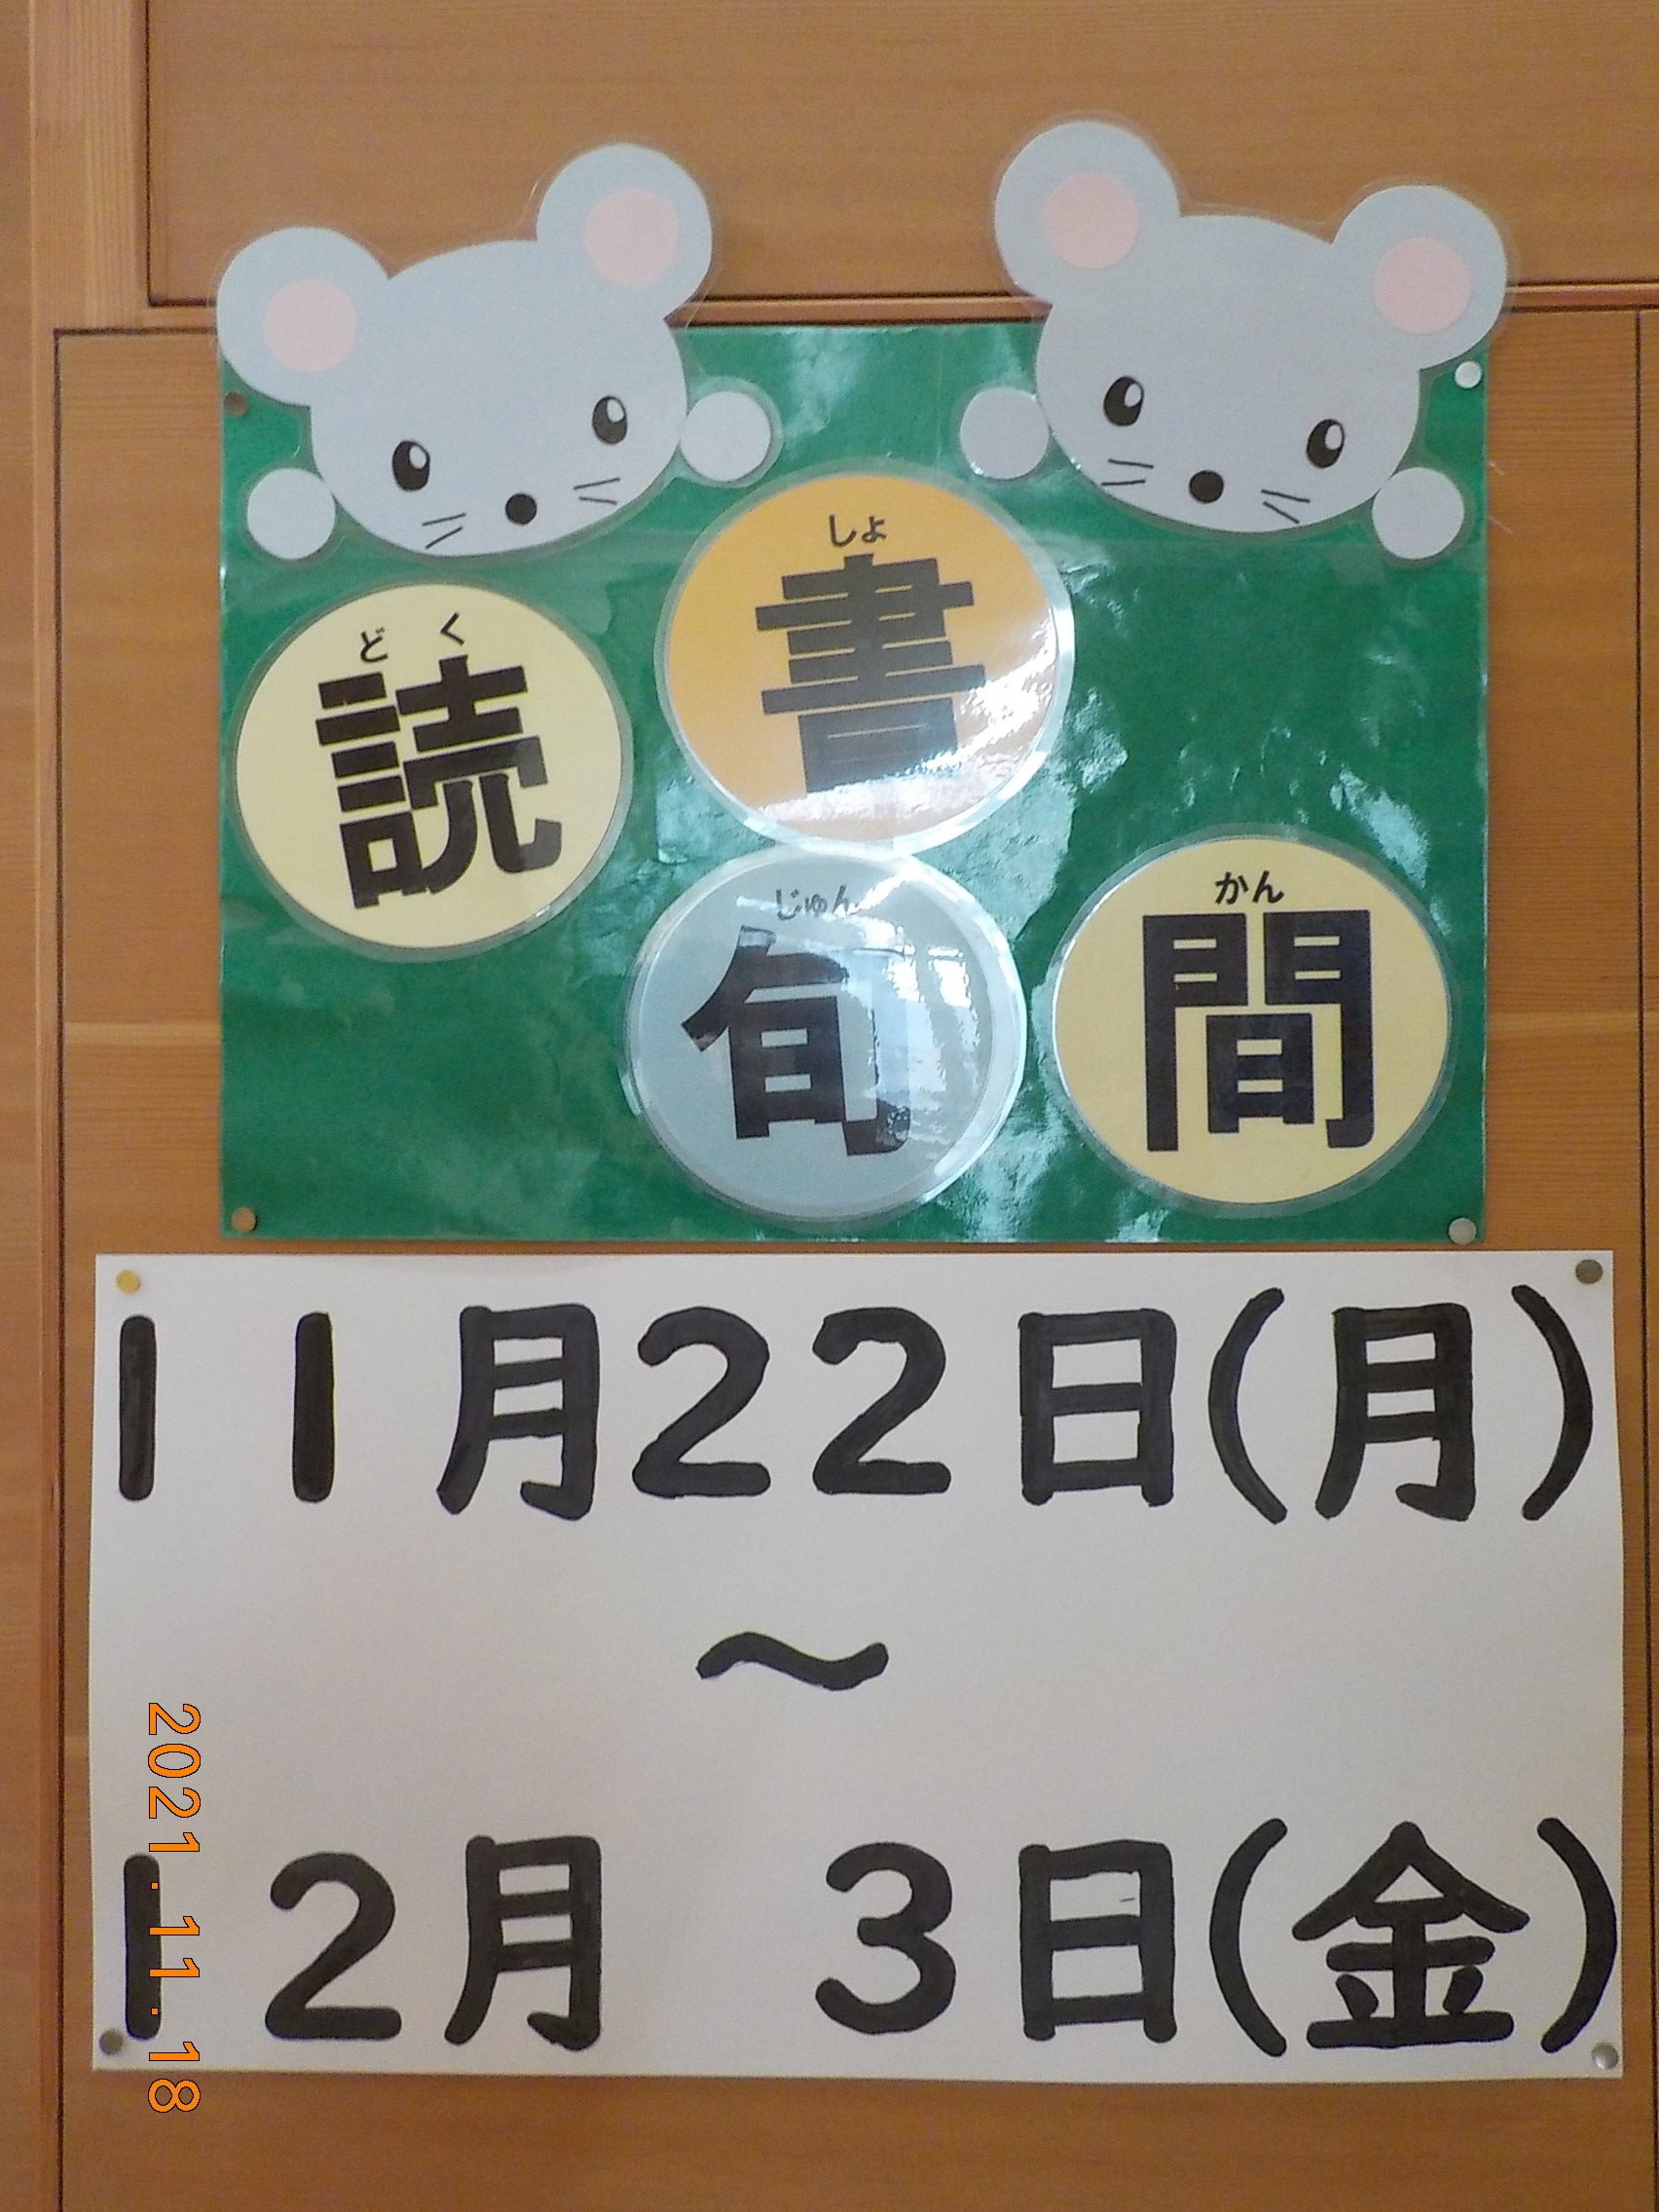 どく
読
しょ
書
じゅん
旬
かん
間
11月22日(月)
～
12月 3日(金)
2021.11.18